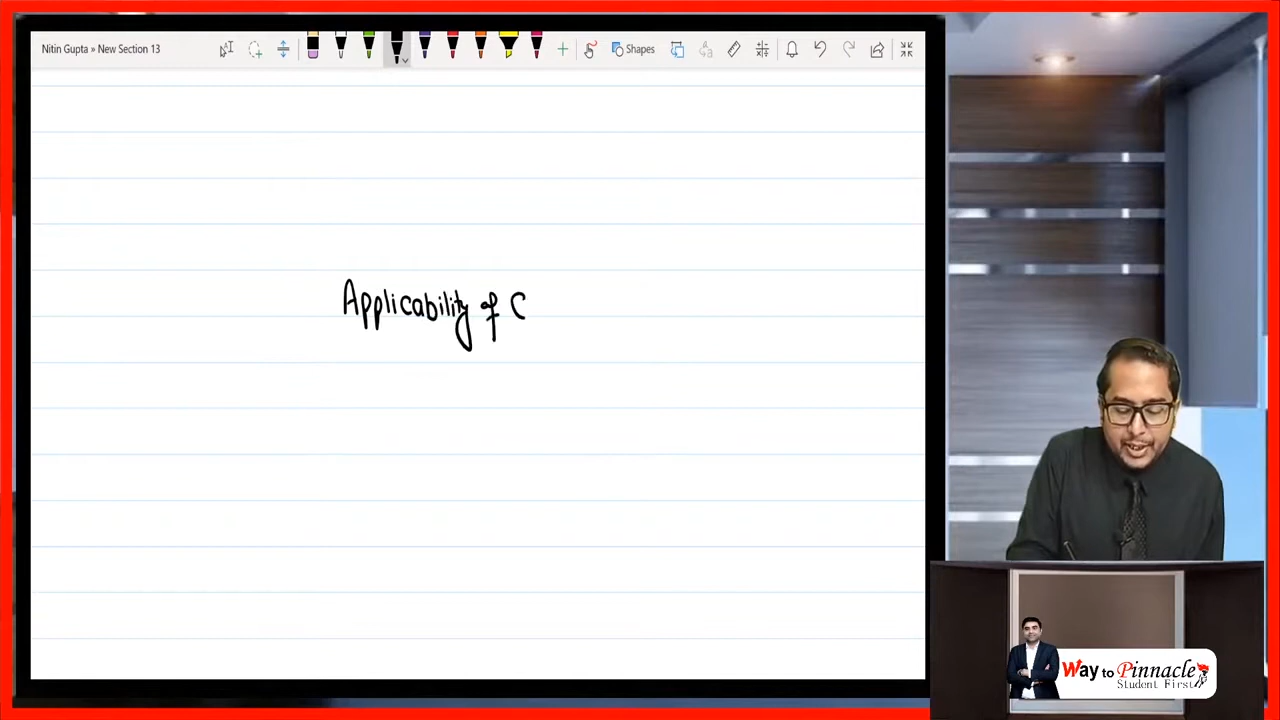 Nitin Gupta » New Section 13
Shapes
Applicability of C
Way to Pinnacle
Student First